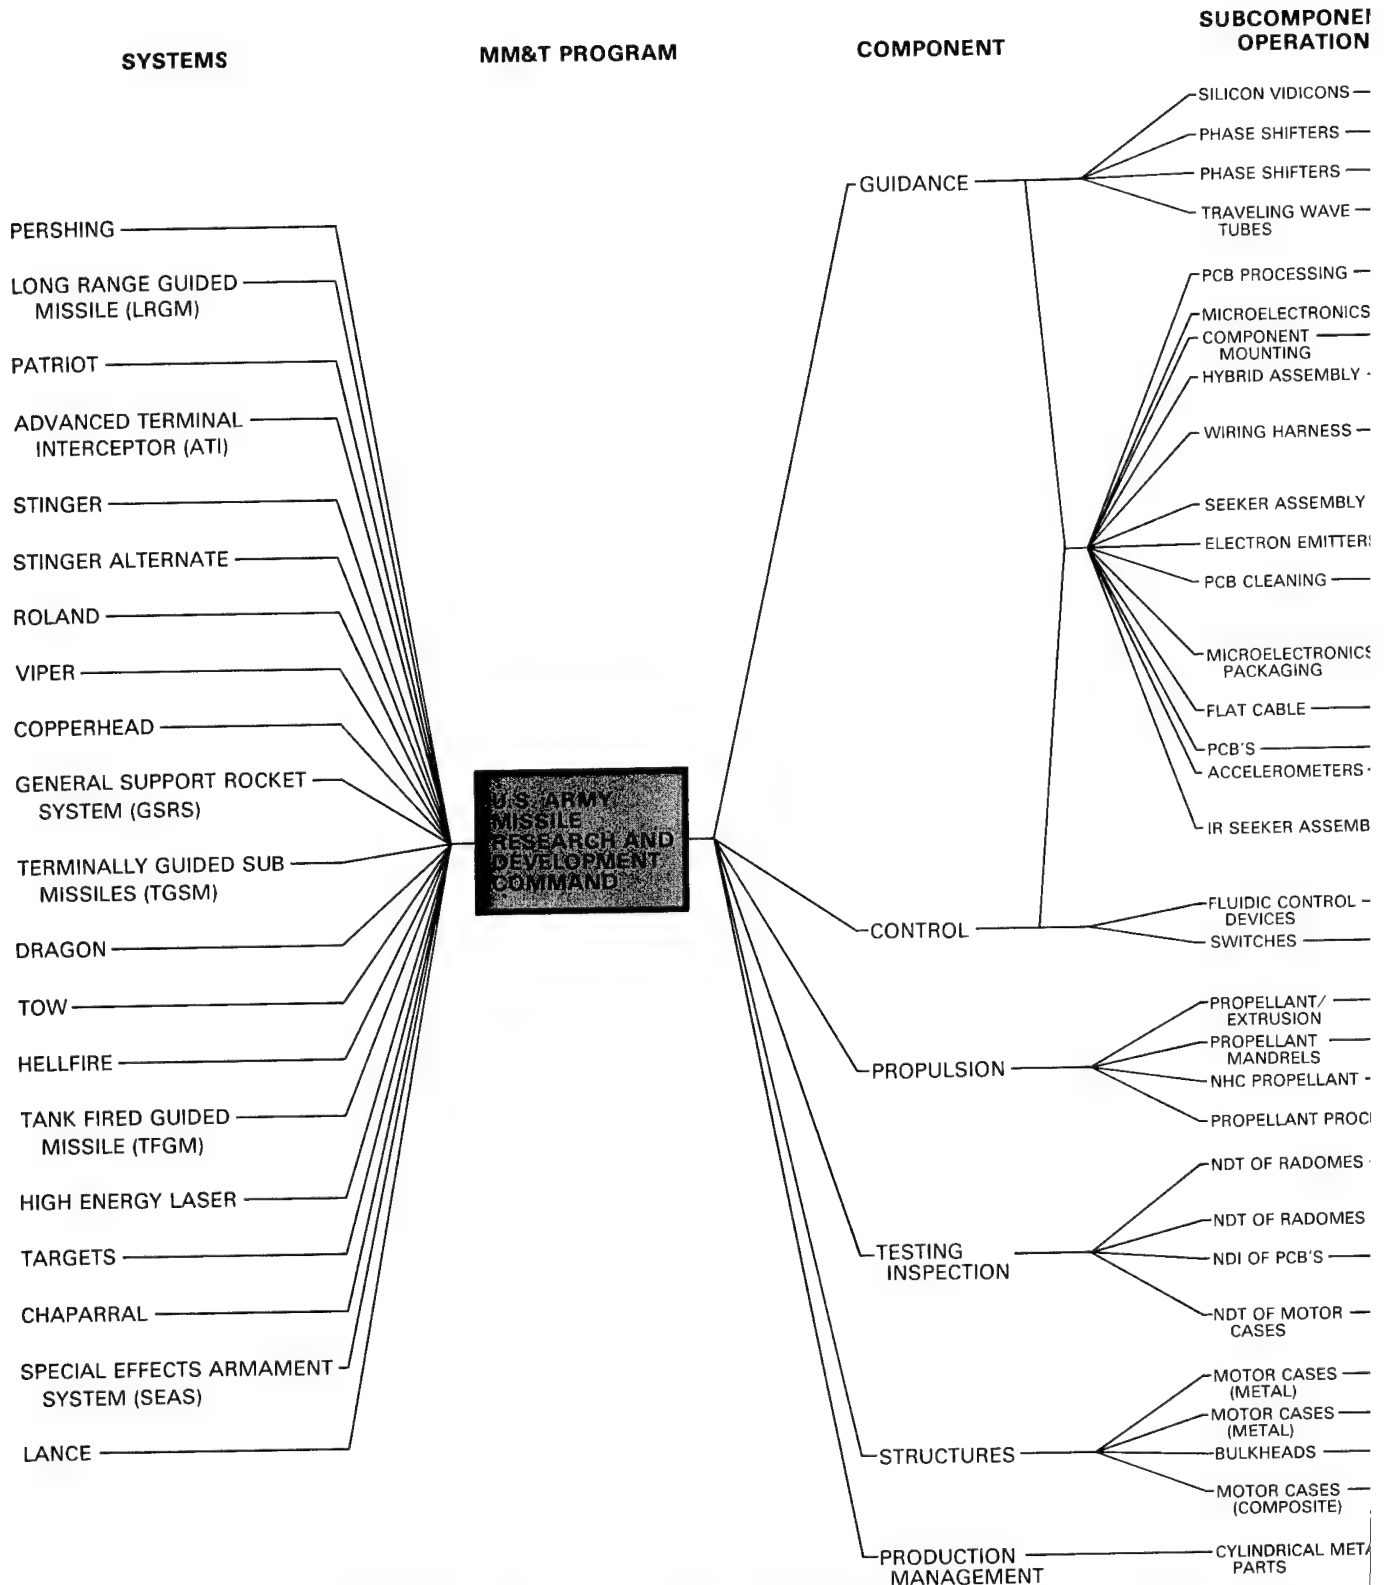 SYSTEMS
MM&T PROGRAM
COMPONENT
OPERATION
PERSHING
LONG RANGE GUIDED
MISSILE (LRGM)
PATRIOT
ADVANCED TERMINAL
INTERCEPTOR (ATI)
STINGER
STINGER ALTERNATE
ROLAND
VIPER
COPPERHEAD
GENERAL SUPPORT ROCKET
SYSTEM (GSRS)
TERMINALLY GUIDED SUB
MISSILES (TGSM)
DRAGON
TOW
HELLFIRE
TANK FIRED GUIDED
MISSILE (TFGM)
HIGH ENERGY LASER
TARGETS
CHAPARRAL
SPECIAL EFFECTS ARMAMENT
SYSTEM (SEAS)
LANCE
U.S. ARMY
MISSILE
RESEARCH AND
DEVELOPMENT
COMMAND
GUIDANCE
CONTROL
PROPULSION
TESTING
INSPECTION
STRUCTURES
PRODUCTION
MANAGEMENT
SILICON VIDICONS
PHASE SHIFTERS
PHASE SHIFTERS
TRAVELING WAVE
TUBES
PCB PROCESSING
MICROELECTRONICS
COMPONENT
MOUNTING
HYBRID ASSEMBLY
WIRING HARNESS
SEEKER ASSEMBLY
ELECTRON EMITTERS
PCB CLEANING
MICROELECTRONICS
PACKAGING
FLAT CABLE
PCB'S
ACCELEROMETERS
IR SEEKER ASSEMB
FLUIDIC CONTROL
DEVICES
SWITCHES
PROPELLANT/
EXTRUSION
PROPELLANT
MANDRELS
NHC PROPELLANT
PROPELLANT PROC
NDT OF RADOMES
NDT OF RADOMES
NDI OF PCB'S
NDT OF MOTOR
CASES
MOTOR CASES
(METAL)
MOTOR CASES
(METAL)
BULKHEADS
MOTOR CASES
(COMPOSITE)
CYLINDRICAL META
PARTS